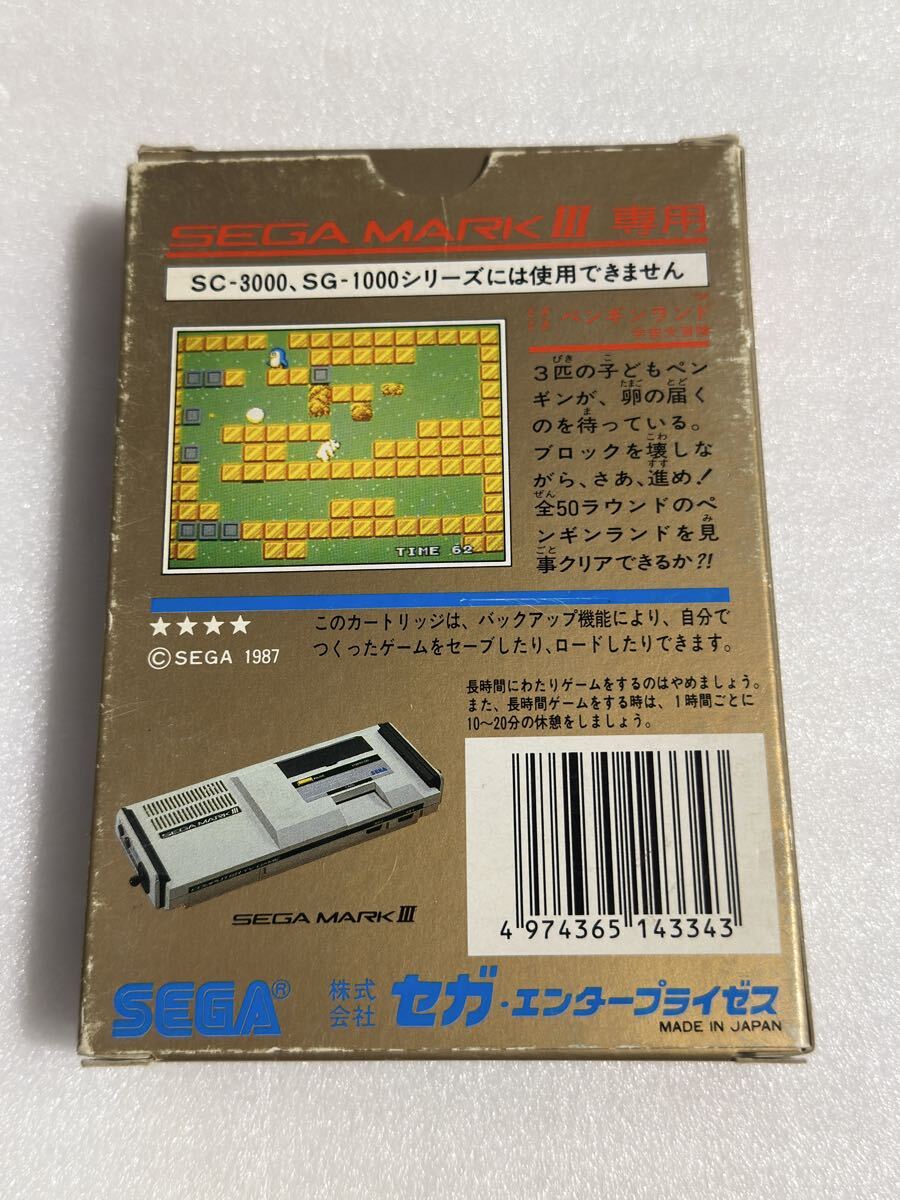 SEGA MARK III 専用
SC-3000、SG-1000シリーズには使用できません
ペンギンランド
宇宙大冒険
3匹の子どもペン
ギンが、卵の届く
のを待っている。
ブロックを壊しな
がら、さあ、進め!
全50ラウンドのペ
ンギンランドを見
事クリアできるか?!
TIME 62
★★★★
©SEGA 1987
このカートリッジは、バックアップ機能により、自分で
つくったゲームをセーブしたり、ロードしたりできます。
長時間にわたりゲームをするのはやめましょう。
また、長時間ゲームをする時は、1時間ごとに
10〜20分の休憩をしましょう。
SEGA
SEGA MARK III
SEGA MARK III
4 974365 143343
SEGA® 株式会社 セガ・エンタープライゼス
MADE IN JAPAN